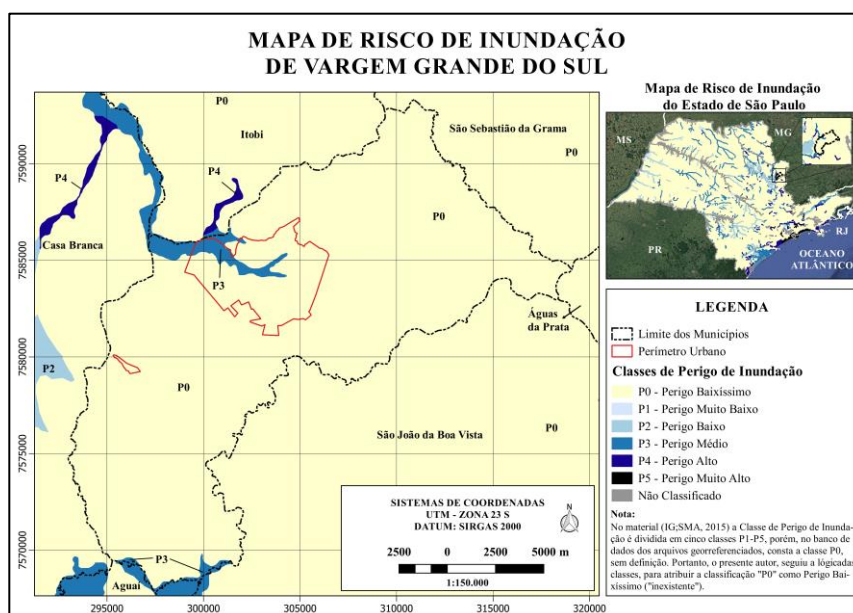 MAPA DE RISCO DE INUNDAÇÃO
DE VARGEM GRANDE DO SUL
P0
Itobi
São Sebastião da Grama
P0
P4
P4
P0
Casa Branca
P3
Águas
da Prata
P2
P0
São João da Boa Vista
P0
P3
Aguaí
7590000
7585000
7580000
7575000
7570000
295000
300000
305000
310000
315000
320000
SISTEMAS DE COORDENADAS
UTM - ZONA 23 S
DATUM: SIRGAS 2000
N
2500
0
2500
5000 m
1:150.000
Mapa de Risco de Inundação
do Estado de São Paulo
MS
MG
RJ
PR
OCEANO
ATLÂNTICO
LEGENDA
Limite dos Municípios
Perímetro Urbano
Classes de Perigo de Inundação
P0 - Perigo Baixíssimo
P1 - Perigo Muito Baixo
P2 - Perigo Baixo
P3 - Perigo Médio
P4 - Perigo Alto
P5 - Perigo Muito Alto
Não Classificado
Nota:
No material (IG;SMA, 2015) a Classe de Perigo de Inunda-
ção é dividida em cinco classes P1-P5, porém, no banco de
dados dos arquivos georreferenciados, consta a classe P0,
sem definição. Portanto, o presente autor, seguiu a lógicadas
classes, para atribuir a classificação "P0" como Perigo Bai-
xíssimo ("inexistente").